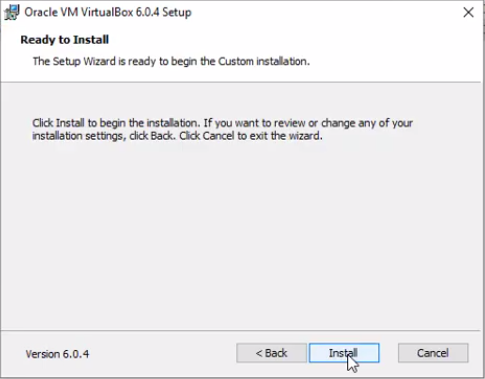 Oracle VM VirtualBox 6.0.4 Setup
Ready to Install
The Setup Wizard is ready to begin the Custom installation.
Click Install to begin the installation. If you want to review or change any of your
installation settings, click Back. Click Cancel to exit the wizard.
Version 6.0.4
< Back
Install
Cancel